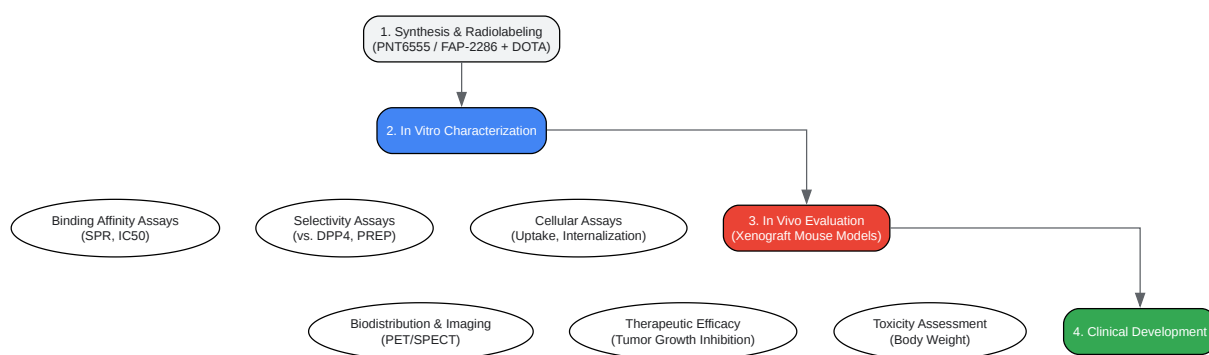 1. Synthesis & Radiolabeling
(PNT6555 / FAP-2286 + DOTA)
2. In Vitro Characterization
Binding Affinity Assays
(SPR, IC50)
Selectivity Assays
(vs. DPP4, PREP)
Cellular Assays
(Uptake, Internalization)
3. In Vivo Evaluation
(Xenograft Mouse Models)
Biodistribution & Imaging
(PET/SPECT)
Therapeutic Efficacy
(Tumor Growth Inhibition)
Toxicity Assessment
(Body Weight)
4. Clinical Development